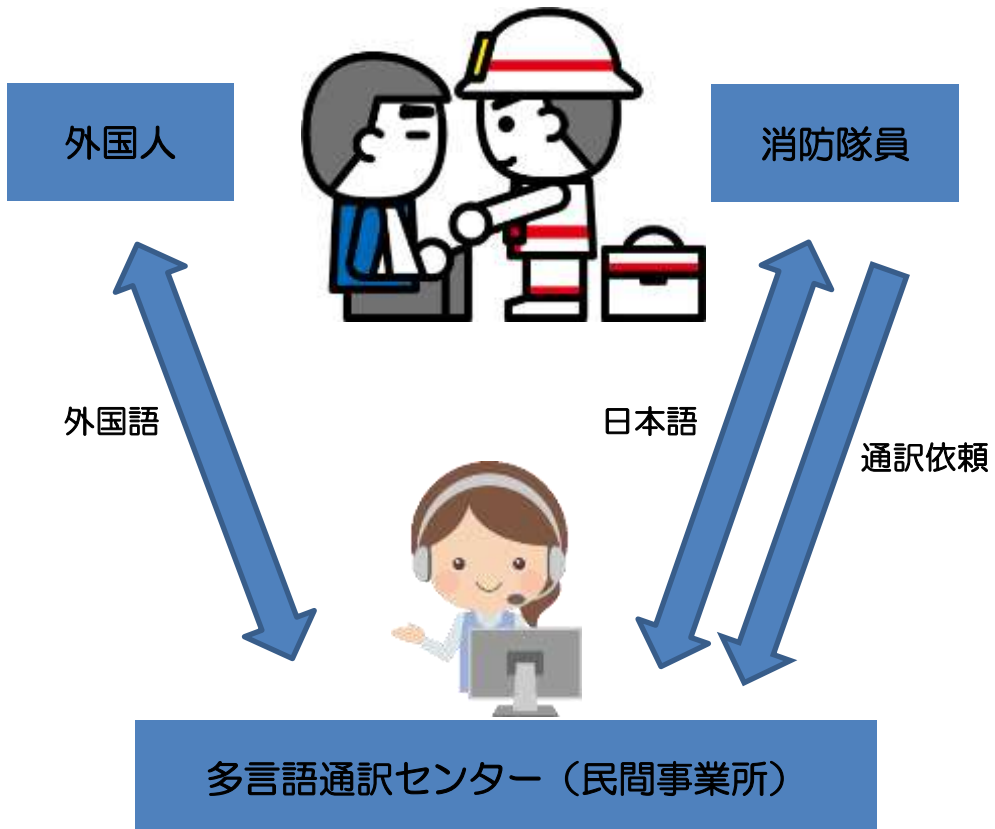 外国人
消防隊員
外国語
日本語
通訳依頼
多言語通訳センター（民間事業所）